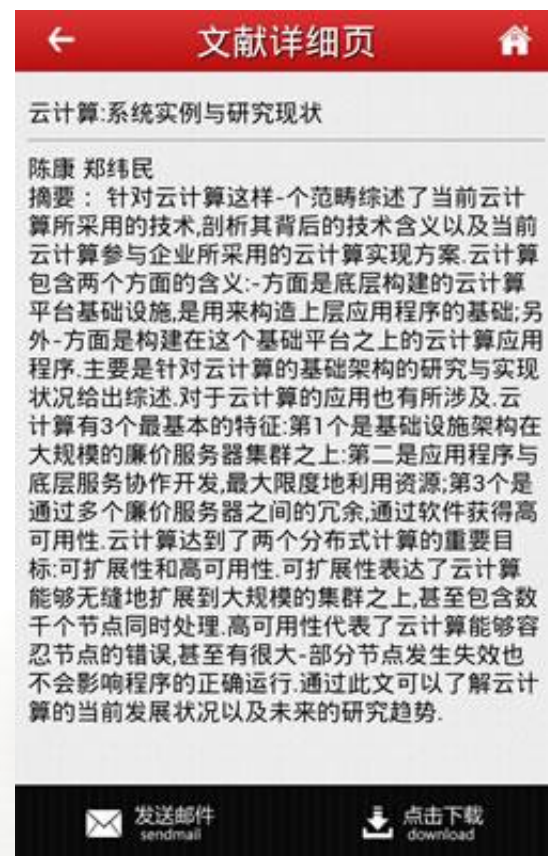 文献详细页
云计算:系统实例与研究现状
陈康 郑纬民
摘要： 针对云计算这样-个范畴综述了当前云计
算所采用的技术,剖析其背后的技术含义以及当前
云计算参与企业所采用的云计算实现方案.云计算
包含两个方面的含义:-方面是底层构建的云计算
平台基础设施,是用来构造上层应用程序的基础;另
外-方面是构建在这个基础平台之上的云计算应用
程序.主要是针对云计算的基础架构的研究与实现
状况给出综述.对于云计算的应用也有所涉及.云
计算有3个最基本的特征:第1个是基础设施架构在
大规模的廉价服务器集群之上:第二是应用程序与
底层服务协作开发,最大限度地利用资源;第3个是
通过多个廉价服务器之间的冗余,通过软件获得高
可用性.云计算达到了两个分布式计算的重要目
标:可扩展性和高可用性.可扩展性表达了云计算
能够无缝地扩展到大规模的集群之上,甚至包含数
千个节点同时处理.高可用性代表了云计算能够容
忍节点的错误,甚至有很大-部分节点发生失效也
不会影响程序的正确运行.通过此文可以了解云计
算的当前发展状况以及未来的研究趋势.
发送邮件
sendmail
点击下载
download